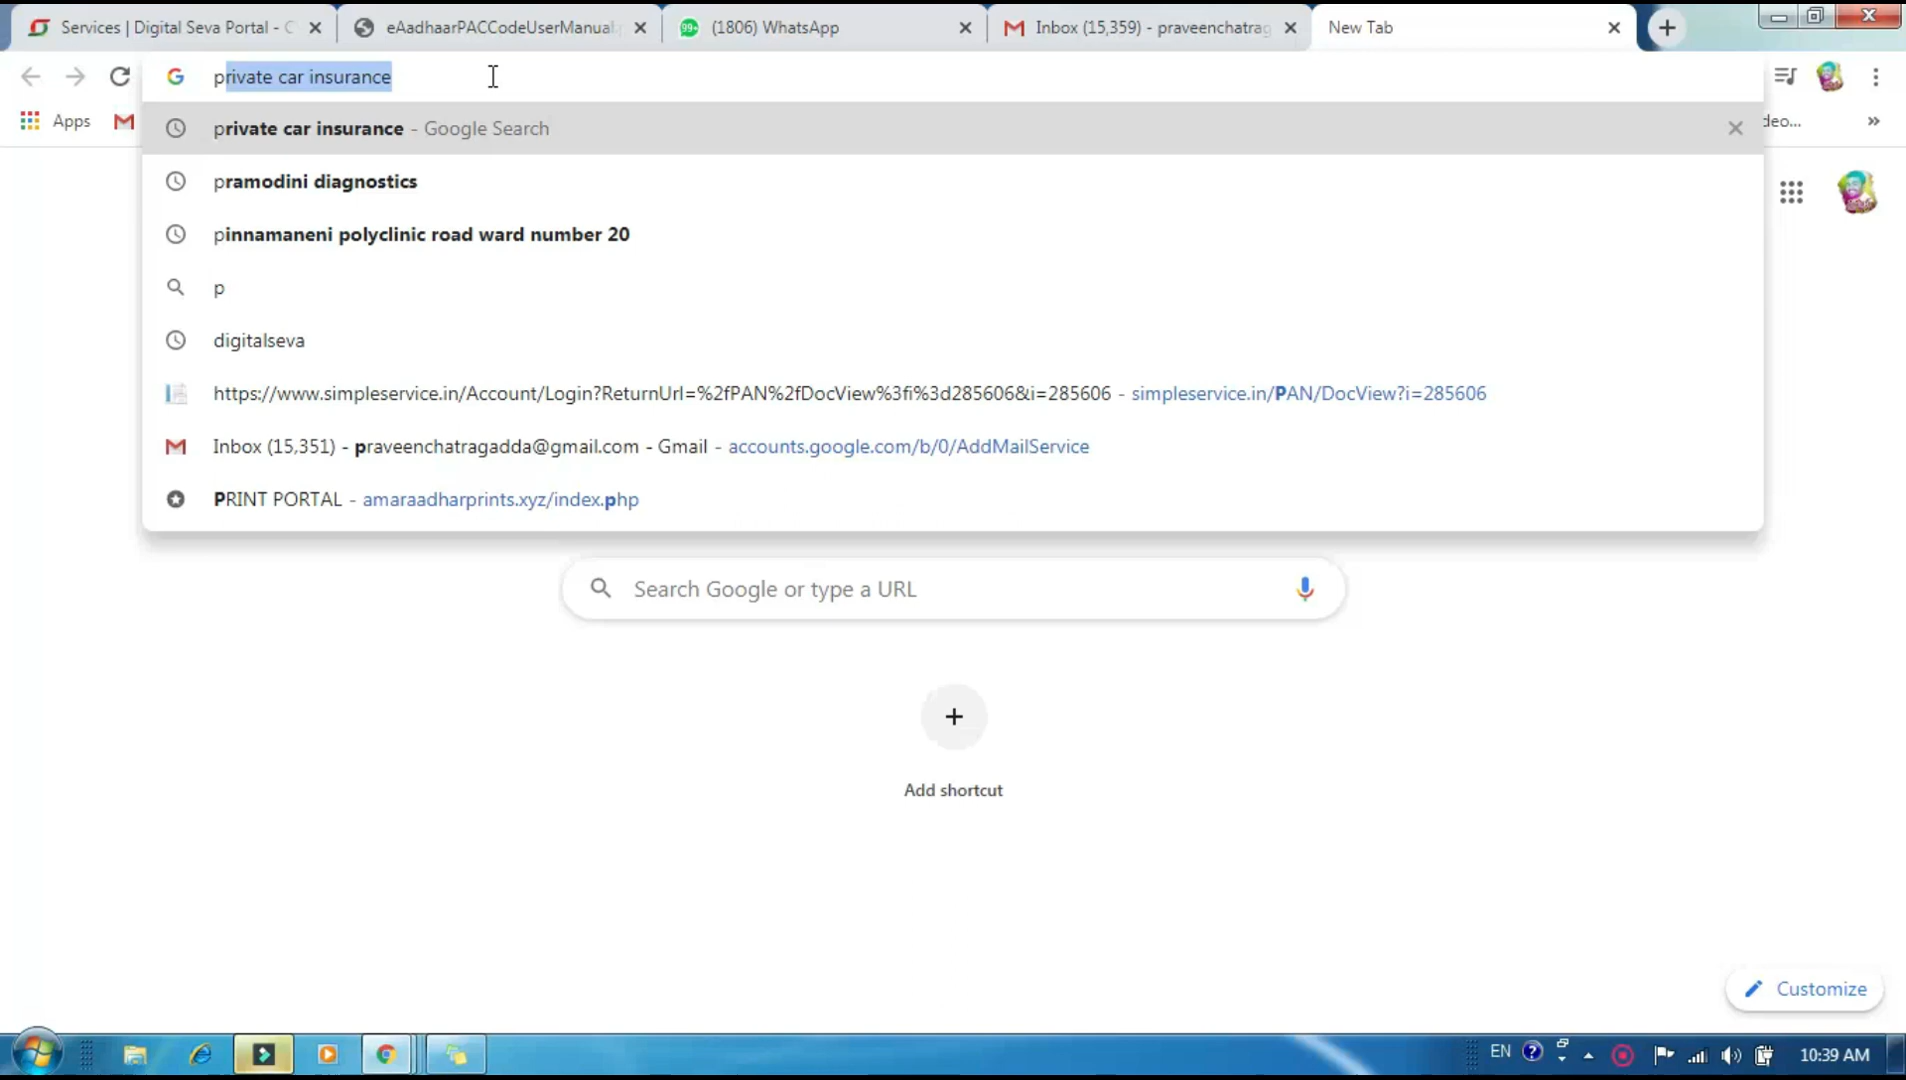 Services | Digital Seva Portal - C
eAadhaarPACCodeUserManual.p
99+ (1806) WhatsApp
Inbox (15,359) - praveenchatrag
New Tab
private car insurance
Apps
deo...
»
private car insurance - Google Search
pramodini diagnostics
pinnamaneni polyclinic road ward number 20
p
digitalseva
https://www.simpleservice.in/Account/Login?ReturnUrl=%2fPAN%2fDocView%3fi%3d285606&i=285606 - simpleservice.in/PAN/DocView?i=285606
Inbox (15,351) - praveenchatragadda@gmail.com - Gmail - accounts.google.com/b/0/AddMailService
PRINT PORTAL - amaraadharprints.xyz/index.php
Search Google or type a URL
Add shortcut
Customize
EN
10:39 AM